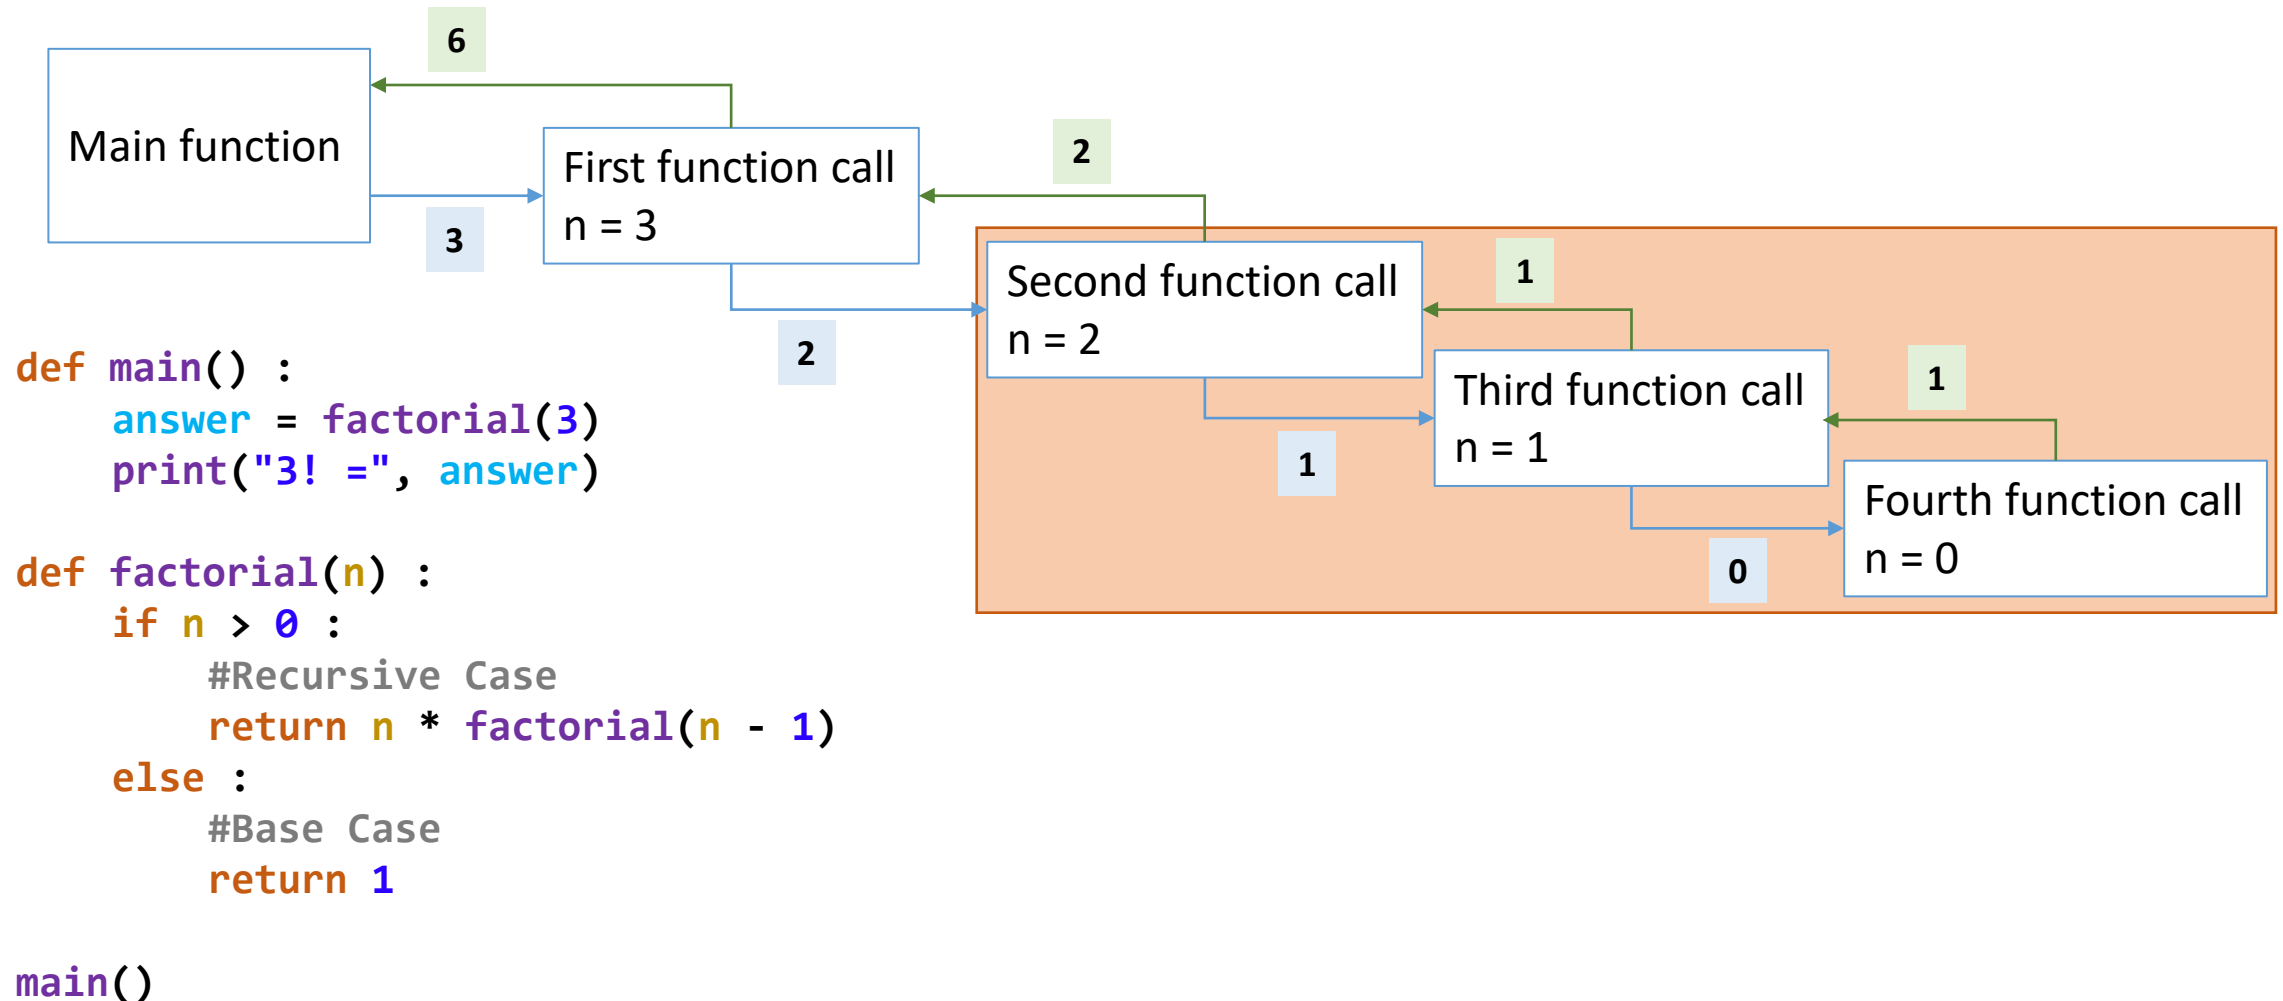 6
Main function
First function call
n = 3
3
2
Second function call
n = 2
2
1
Third function call
n = 1
1
1
Fourth function call
n = 0
0
def main() :
    answer = factorial(3)
    print("3! =", answer)
def factorial(n) :
    if n > 0 :
        #Recursive Case
        return n * factorial(n - 1)
    else :
        #Base Case
        return 1
main()